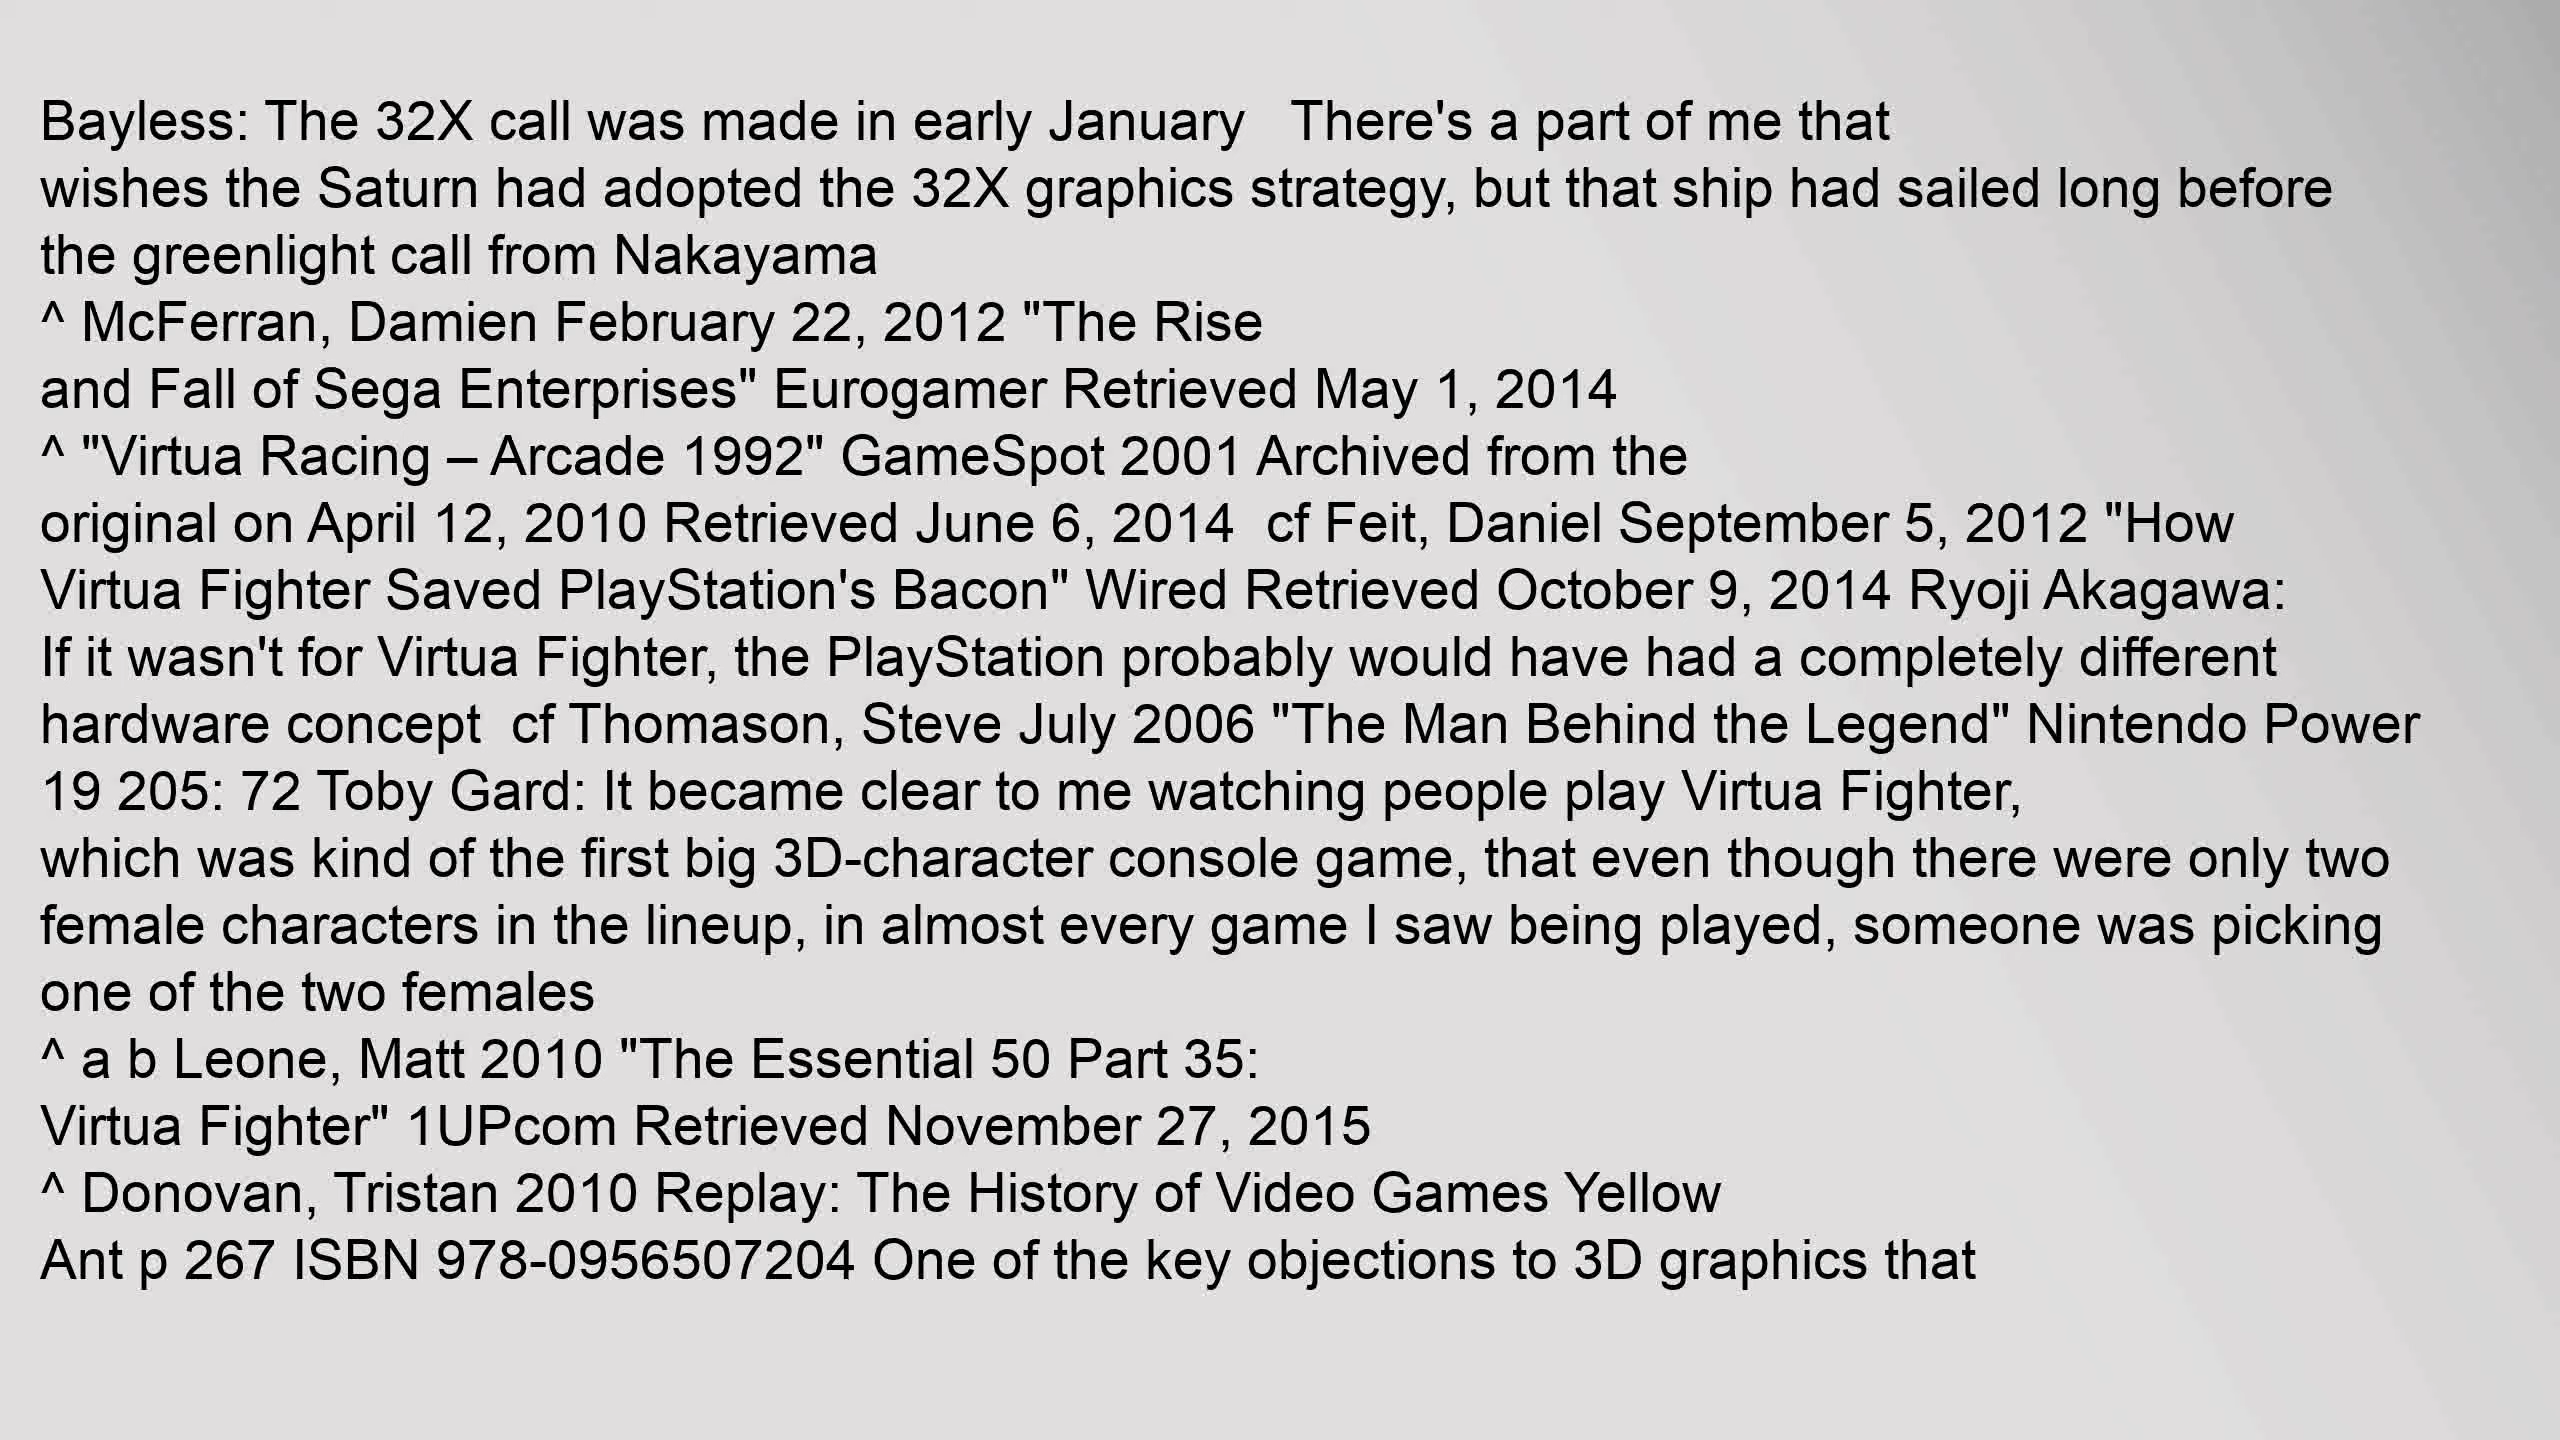 Bayless: The 32X call was made in early January   There's a part of me that
wishes the Saturn had adopted the 32X graphics strategy, but that ship had sailed long before
the greenlight call from Nakayama
^ McFerran, Damien February 22, 2012 "The Rise
and Fall of Sega Enterprises" Eurogamer Retrieved May 1, 2014
^ "Virtua Racing – Arcade 1992" GameSpot 2001 Archived from the
original on April 12, 2010 Retrieved June 6, 2014  cf Feit, Daniel September 5, 2012 "How
Virtua Fighter Saved PlayStation's Bacon" Wired Retrieved October 9, 2014 Ryoji Akagawa:
If it wasn't for Virtua Fighter, the PlayStation probably would have had a completely different
hardware concept  cf Thomason, Steve July 2006 "The Man Behind the Legend" Nintendo Power
19 205: 72 Toby Gard: It became clear to me watching people play Virtua Fighter,
which was kind of the first big 3D-character console game, that even though there were only two
female characters in the lineup, in almost every game I saw being played, someone was picking
one of the two females
^ a b Leone, Matt 2010 "The Essential 50 Part 35:
Virtua Fighter" 1UPcom Retrieved November 27, 2015
^ Donovan, Tristan 2010 Replay: The History of Video Games Yellow
Ant p 267 ISBN 978-0956507204 One of the key objections to 3D graphics that